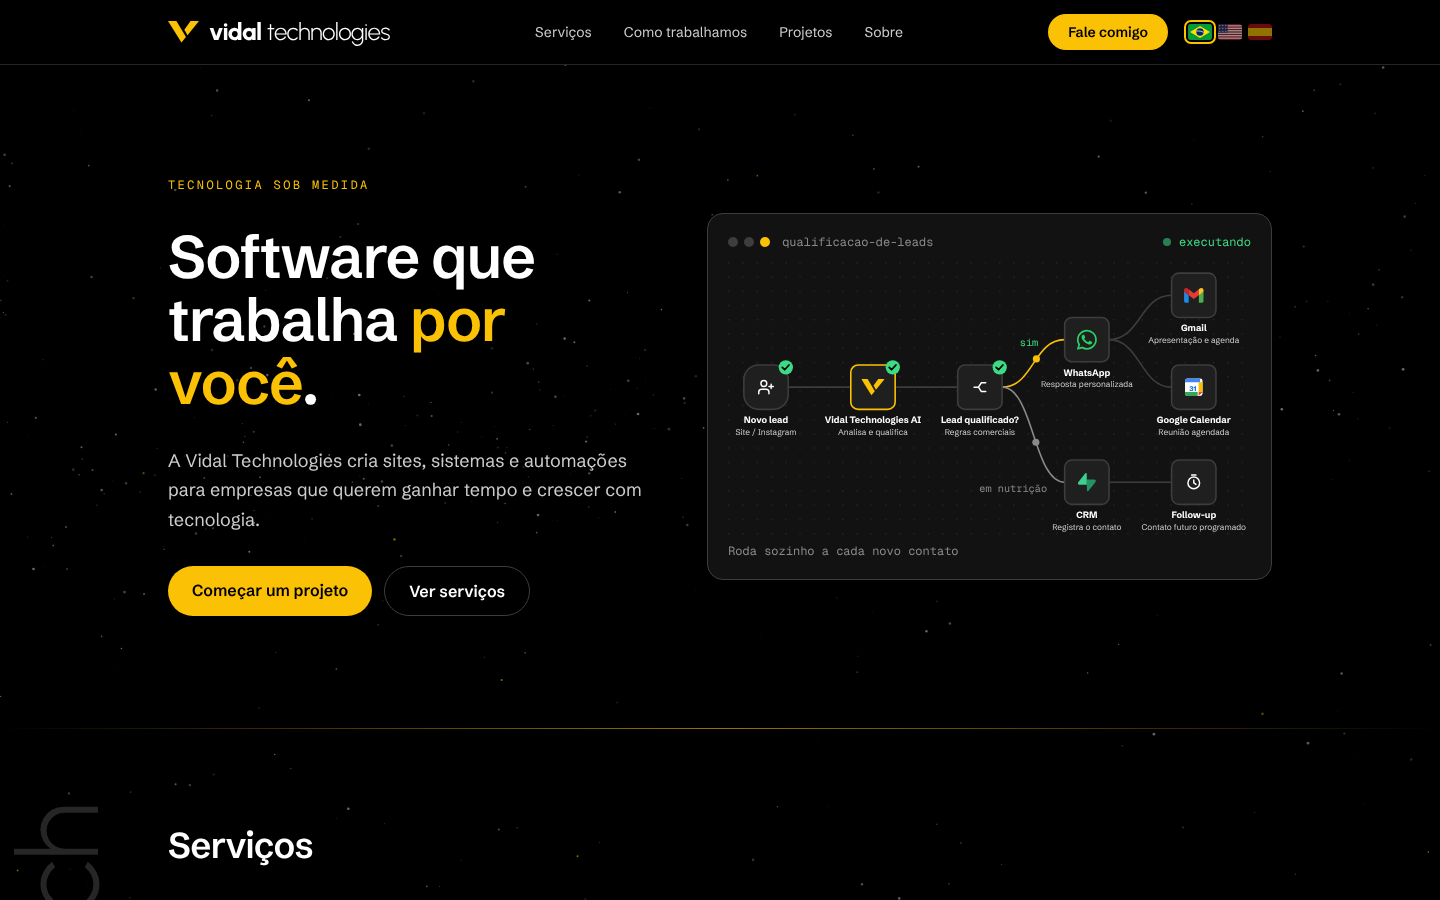 vidal technologies
Serviços
Como trabalhamos
Projetos
Sobre
Fale comigo
TECNOLOGIA SOB MEDIDA
Software que
trabalha por
você.
A Vidal Technologies cria sites, sistemas e automações
para empresas que querem ganhar tempo e crescer com
tecnologia.
Começar um projeto
Ver serviços
qualificacao-de-leads
executando
Novo lead
Site / Instagram
Vidal Technologies AI
Analisa e qualifica
Lead qualificado?
Regras comerciais
sim
em nutrição
WhatsApp
Resposta personalizada
Gmail
Apresentação e agenda
31
Google Calendar
Reunião agendada
CRM
Registra o contato
Follow-up
Contato futuro programado
Roda sozinho a cada novo contato
Serviços
ch